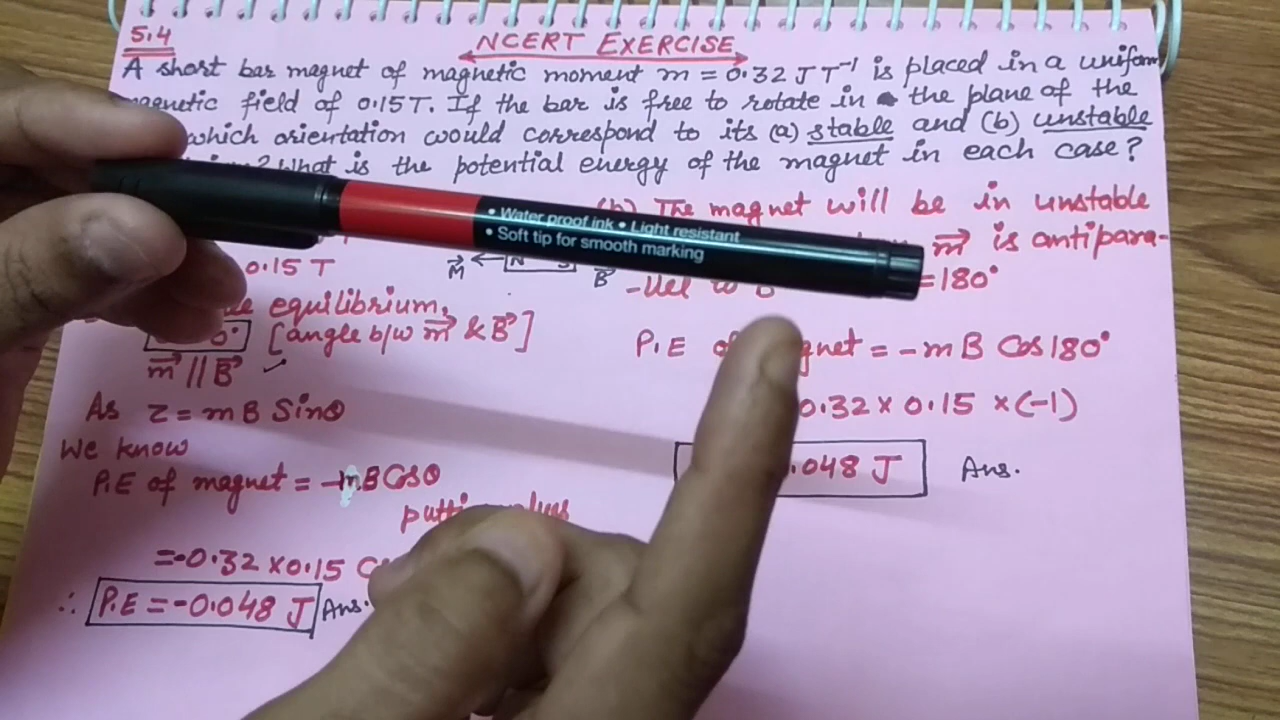 5.4
NCERT EXERCISE
A short bar magnet of magnetic moment m = 0.32 J T⁻¹ is placed in a uniform
magnetic field of 0.15T. If the bar is free to rotate in the plane of the
which orientation would correspond to its (a) stable and (b) unstable
What is the potential energy of the magnet in each case?
• Water proof ink • Light resistant
• Soft tip for smooth marking
0.15 T
equilibrium,
[angle b/w m⃗ & B⃗]
m⃗ || B⃗
As τ = mB Sinθ
We know
P.E of magnet = -mB Cosθ
=-0.32 x 0.15
∴ P.E = -0.048 J Ans.
M⃗
B⃗
(b) The magnet will be in unstable
m⃗ is antipara-
-llel to B
=180°
P.E of magnet = -mB Cos 180°
0.32 x 0.15 x (-1)
.048 J Ans.